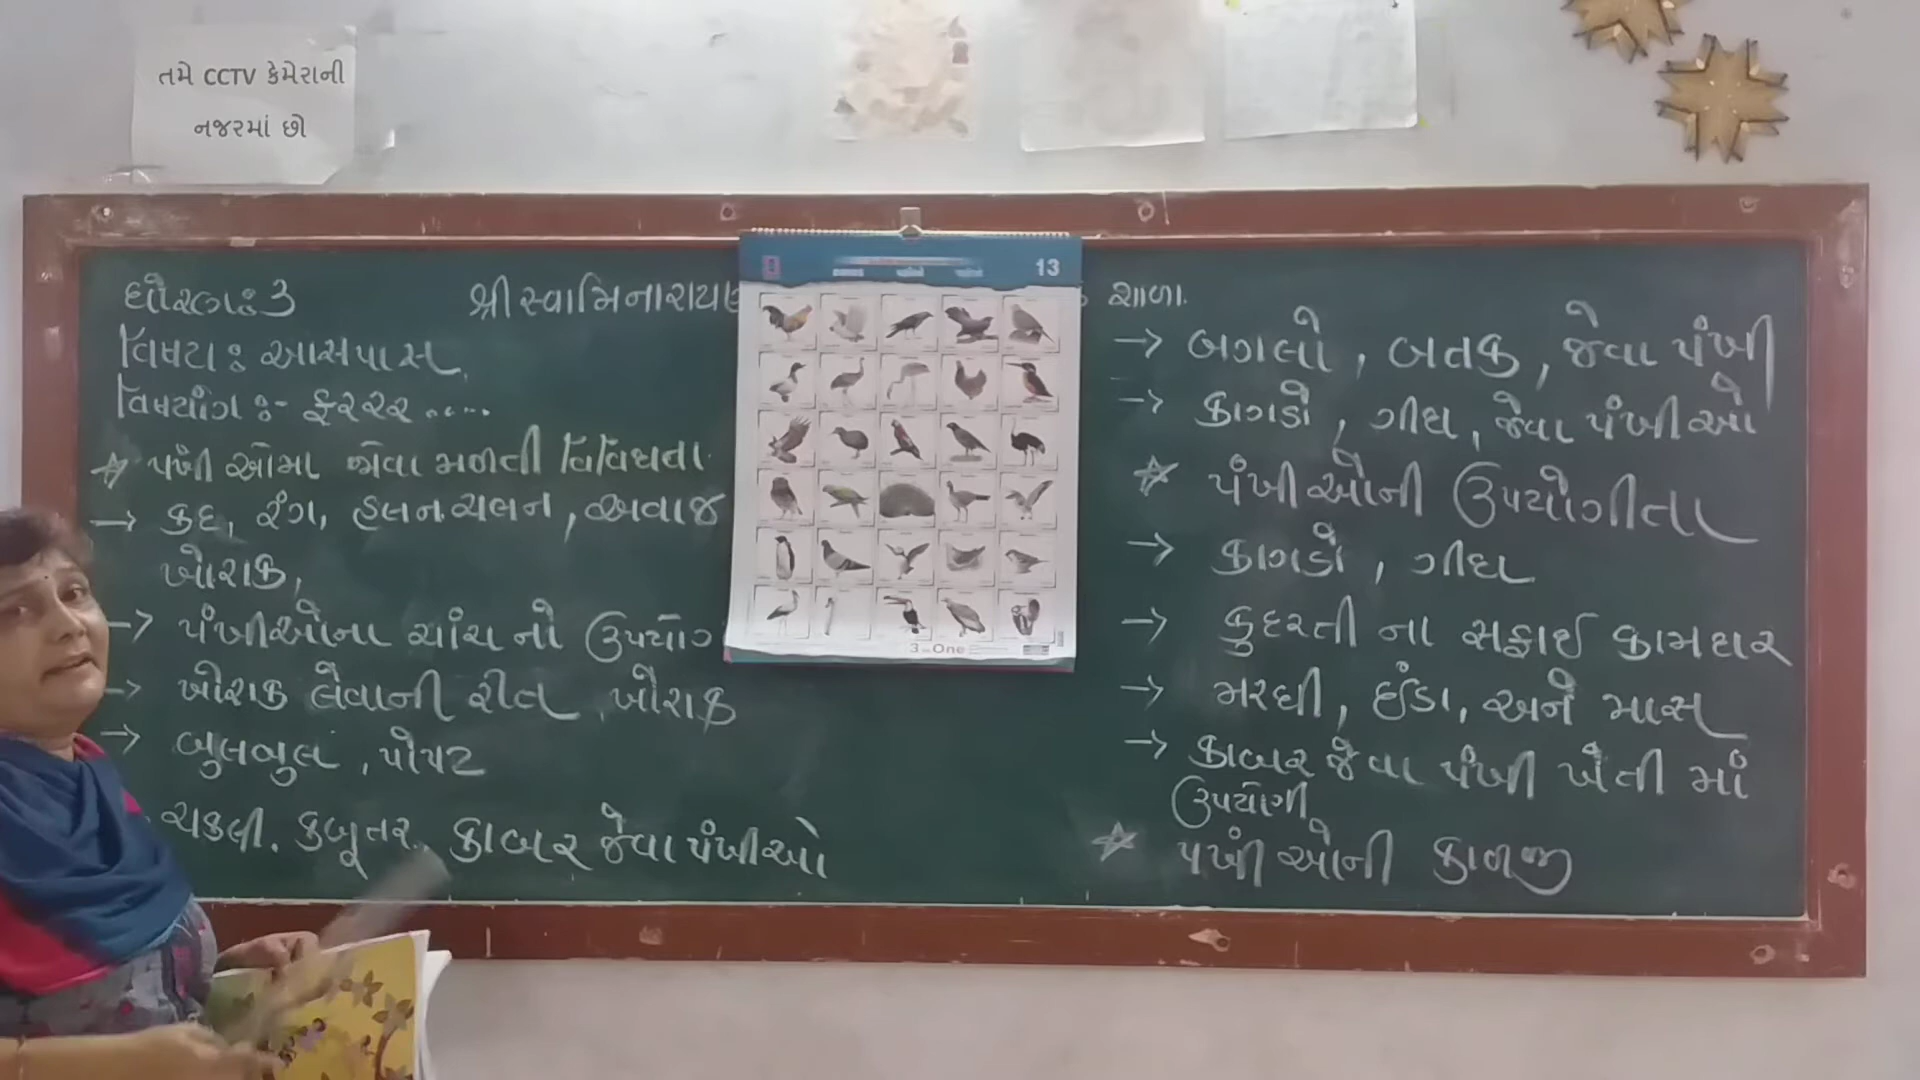 તમે CCTV કેમેરાની
નજરમાં છો
ધોરણ : 3
શ્રી સ્વામિનારાયણ
શાળા.
વિષય : આસપાસ
વિષયાંગ :- ફરરર ......
☆ પંખીઓમા જોવા મળતી વિવિધતા
→ કદ, રંગ, હલનચલન, અવાજ
ખોરાક,
→ પંખીઓના ચાંચ નો ઉપયોગ
→ ખોરાક લેવાની રીત, ખોરાક
→ બુલબુલ, પોપટ
ચકલી. કબૂતર, કાબર જેવા પંખીઓ
13
3 in One
→ બગલો, બતક, જેવા પંખી
→ કાગડો, ગીધ, જેવા પંખીઓ
☆ પંખીઓની ઉપયોગીતા
→ કાગડો, ગીધ
→ કુદરતી ના સફાઈ કામદાર
→ મરઘી, ઈંડા, અને માસ
→ કાબર જેવા પંખી ખેતી માં
ઉપયોગી
☆ પખીઓની કાળજી